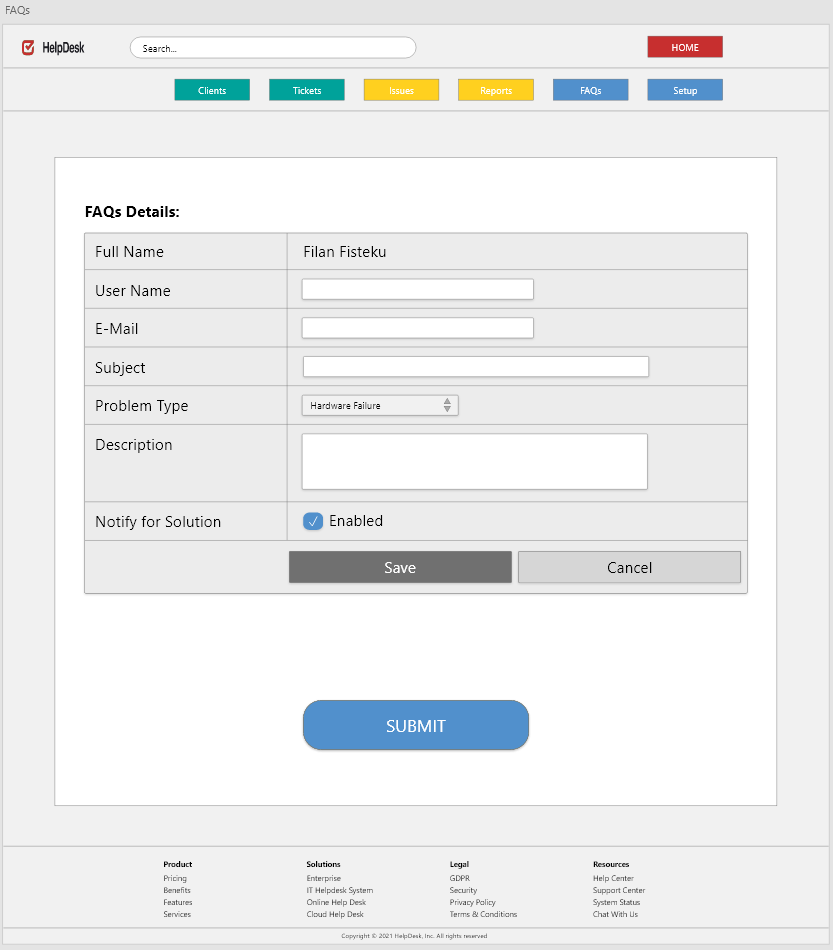 FAQs
HelpDesk
Search...
HOME
Clients Tickets Issues Reports FAQs Setup
FAQs Details:
Full Name Filan Fisteku
User Name
E-Mail
Subject
Problem Type Hardware Failure
Description
Notify for Solution Enabled
Save Cancel
SUBMIT
Product Solutions Legal Resources
Pricing Enterprise GDPR Help Center
Benefits IT Helpdesk System Security Support Center
Features Online Help Desk Privacy Policy System Status
Services Cloud Help Desk Terms & Conditions Chat With Us
Copyright © 2021 HelpDesk, Inc. All rights reserved